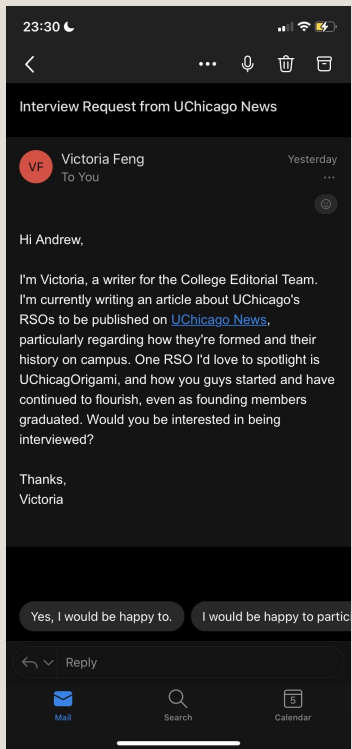 23:30
Interview Request from UChicago News
VF
Victoria Feng
Yesterday
To You
Hi Andrew,
I'm Victoria, a writer for the College Editorial Team.
I'm currently writing an article about UChicago's
RSOs to be published on UChicago News,
particularly regarding how they're formed and their
history on campus. One RSO I'd love to spotlight is
UChicagOrigami, and how you guys started and have
continued to flourish, even as founding members
graduated. Would you be interested in being
interviewed?
Thanks,
Victoria
Yes, I would be happy to.
I would be happy to partici
Reply
Mail
Search
5
Calendar